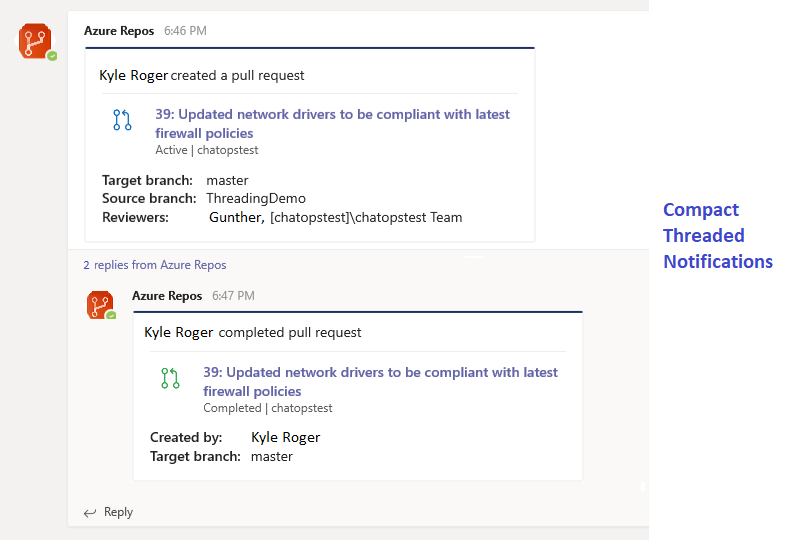 Azure Repos 6:46 PM
Kyle Roger created a pull request
39: Updated network drivers to be compliant with latest
firewall policies
Active | chatopstest
Target branch: master
Source branch: ThreadingDemo
Reviewers: Gunther, [chatopstest]\chatopstest Team
2 replies from Azure Repos
Azure Repos 6:47 PM
Kyle Roger completed pull request
39: Updated network drivers to be compliant with latest
firewall policies
Completed | chatopstest
Created by: Kyle Roger
Target branch: master
Reply
Compact
Threaded
Notifications